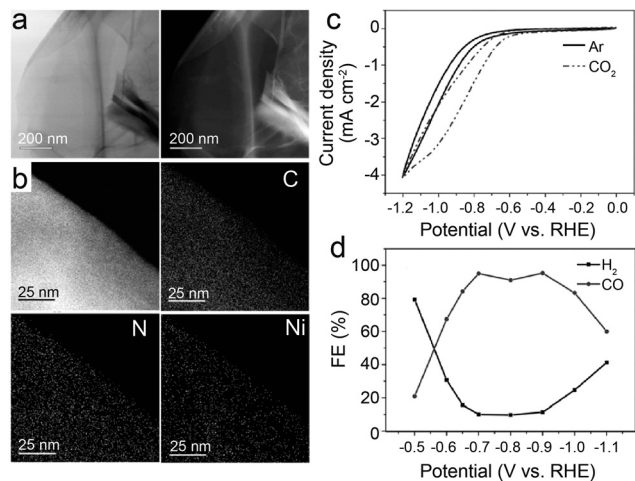 a
200 nm
200 nm
b
C
25 nm
25 nm
N
Ni
25 nm
25 nm
c
Current density
(mA cm-2)
0
-1
-2
-3
-4
Ar
CO2
-1.2 -1.0 -0.8 -0.6 -0.4 -0.2 0.0
Potential (V vs. RHE)
d
FE (%)
100
80
60
40
20
0
H2
CO
-0.5 -0.6 -0.7 -0.8 -0.9 -1.0 -1.1
Potential (V vs. RHE)